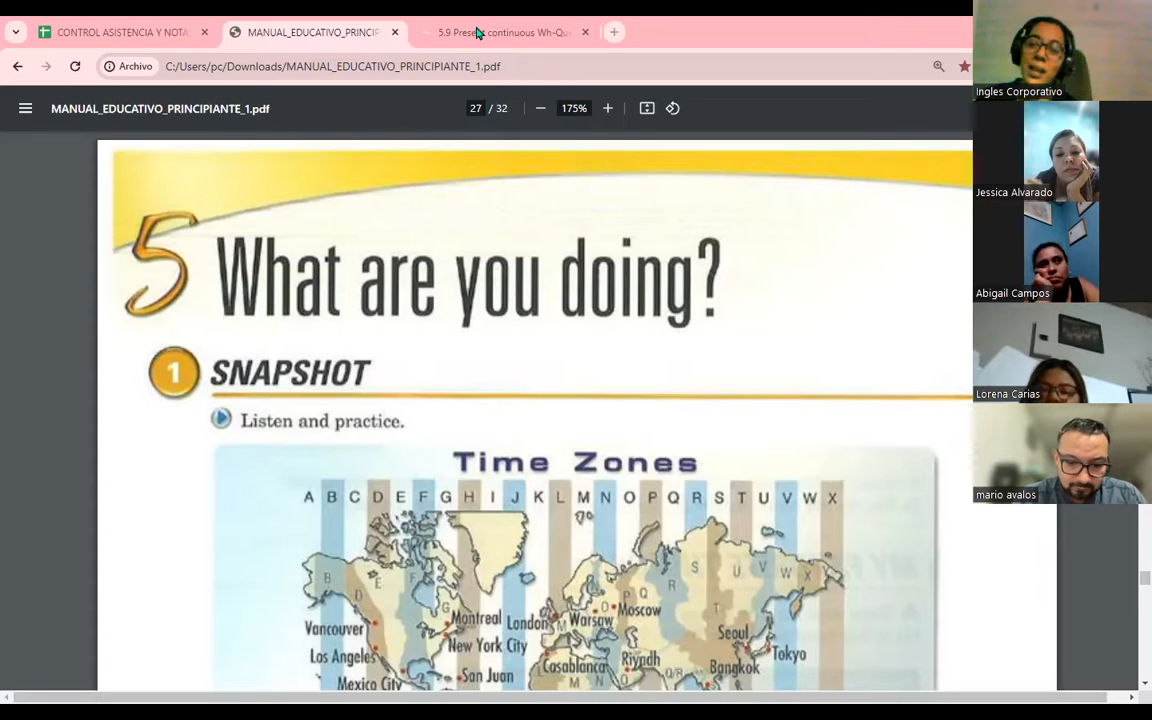 CONTROL ASISTENCIA Y NOTA
MANUAL_EDUCATIVO_PRINCIPI
5.9 Present continuous Wh-Que
Archivo
C:/Users/pc/Downloads/MANUAL_EDUCATIVO_PRINCIPIANTE_1.pdf
MANUAL_EDUCATIVO_PRINCIPIANTE_1.pdf
27 / 32
175%
5 What are you doing?
1 SNAPSHOT
Listen and practice.
Time Zones
A B C D E F G H I J K L M N O P Q R S T U V W X
B D E F G
M N O P Q R S T U V W X
Vancouver
Montreal
London
Warsaw
Moscow
Los Angeles
New York City
Seoul
Tokyo
Mexico City
San Juan
Casablanca
Riyadh
Bangkok
M N O Q/R
Ingles Corporativo
Jessica Alvarado
Abigail Campos
Lorena Carias
mario avalos